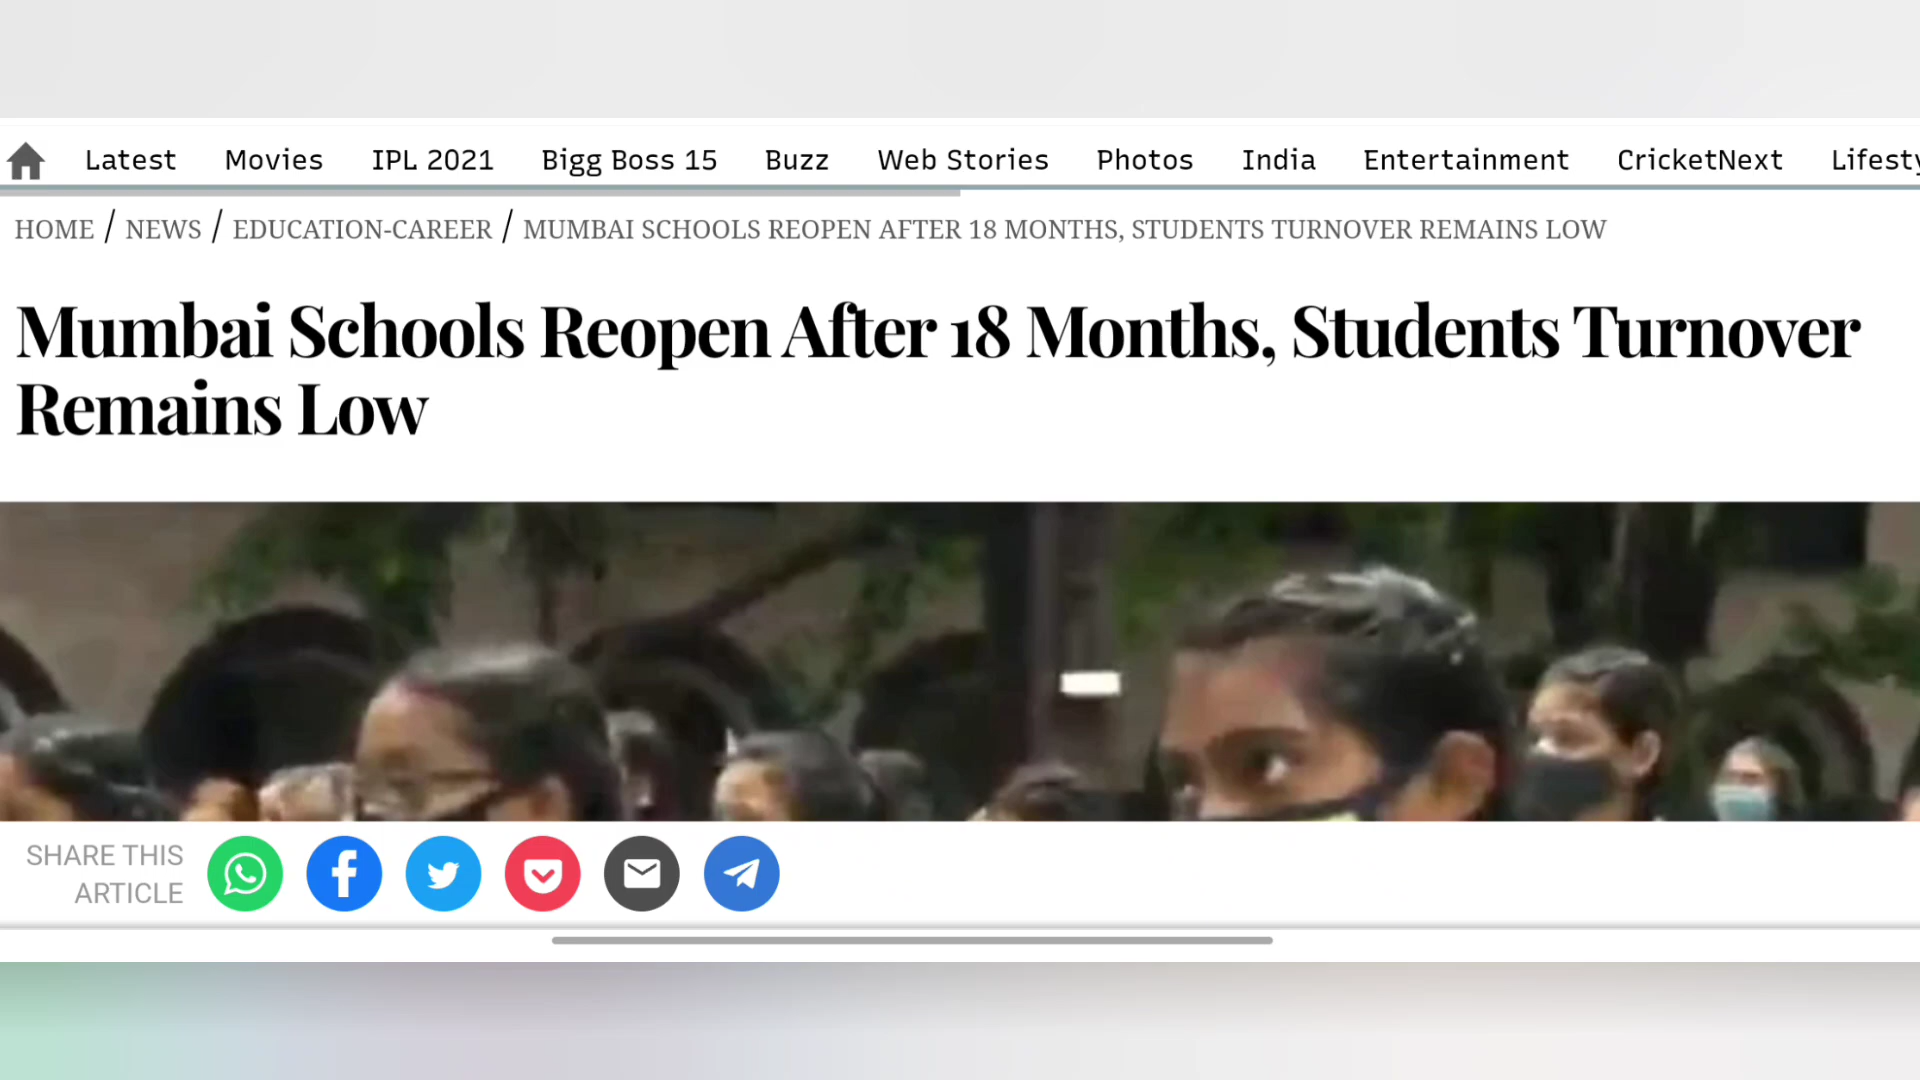 Latest Movies IPL 2021 Bigg Boss 15 Buzz Web Stories Photos India Entertainment CricketNext Lifesty
HOME / NEWS / EDUCATION-CAREER / MUMBAI SCHOOLS REOPEN AFTER 18 MONTHS, STUDENTS TURNOVER REMAINS LOW
Mumbai Schools Reopen After 18 Months, Students Turnover
Remains Low
SHARE THIS
ARTICLE